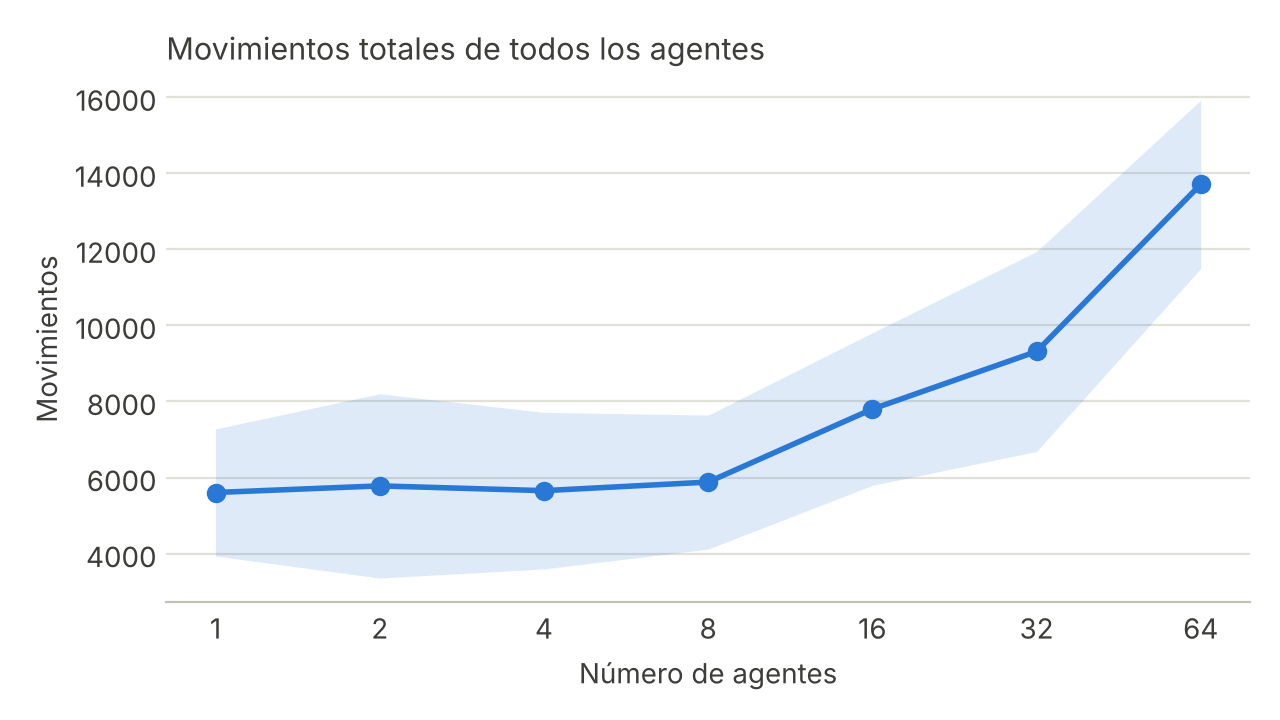 Movimientos totales de todos los agentes
16000
14000
12000
10000
8000
6000
4000
Movimientos
1 2 4 8 16 32 64
Número de agentes